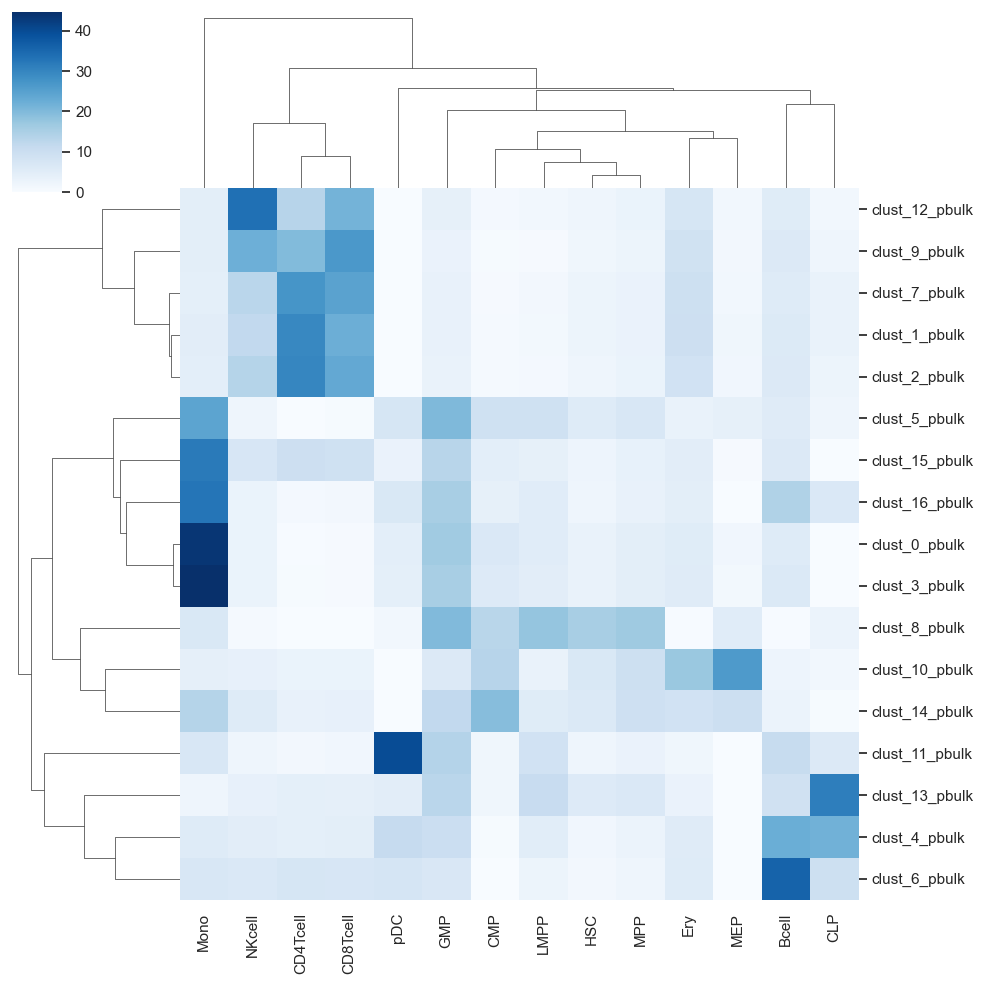 40
30
20
10
0
clust_12_pbulk
clust_9_pbulk
clust_7_pbulk
clust_1_pbulk
clust_2_pbulk
clust_5_pbulk
clust_15_pbulk
clust_16_pbulk
clust_0_pbulk
clust_3_pbulk
clust_8_pbulk
clust_10_pbulk
clust_14_pbulk
clust_11_pbulk
clust_13_pbulk
clust_4_pbulk
clust_6_pbulk
Mono
NKcell
CD4Tcell
CD8Tcell
pDC
GMP
CMP
LMPP
HSC
MPP
Ery
MEP
Bcell
CLP